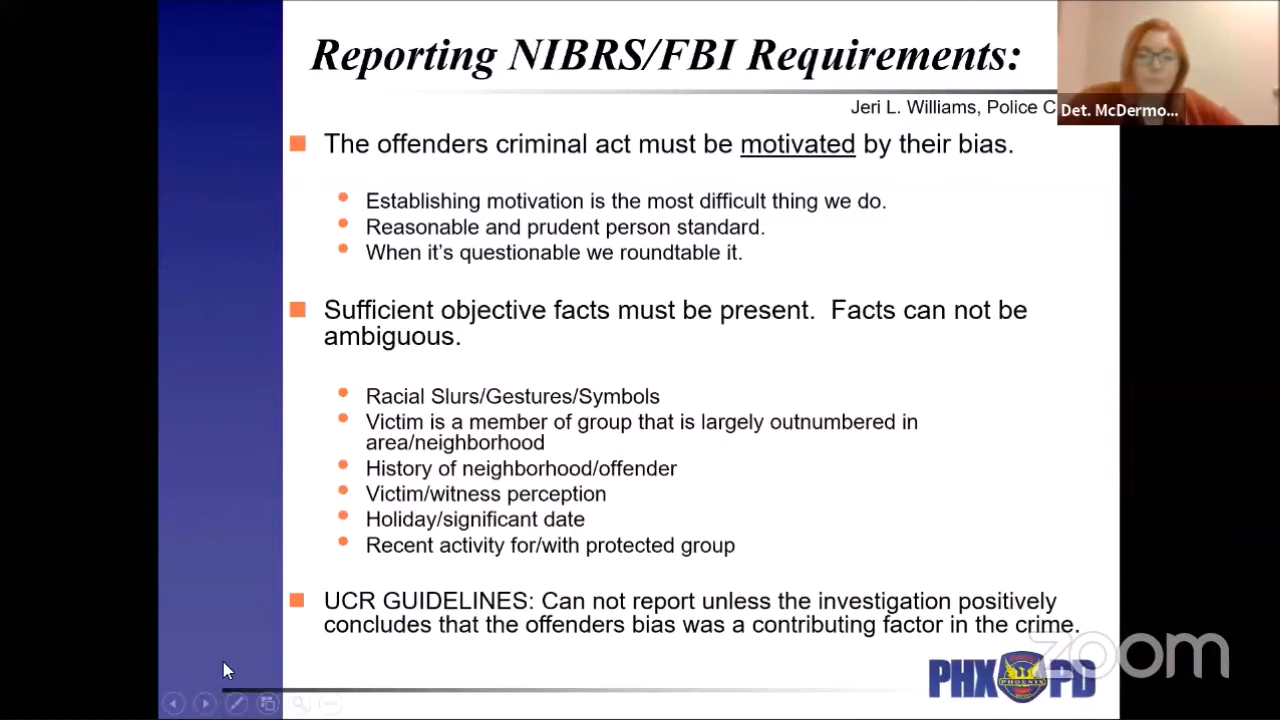 Reporting NIBRS/FBI Requirements:
Jeri L. Williams, Police C
Det. McDermo...
The offenders criminal act must be motivated by their bias.
Establishing motivation is the most difficult thing we do.
Reasonable and prudent person standard.
When it's questionable we roundtable it.
Sufficient objective facts must be present. Facts can not be
ambiguous.
Racial Slurs/Gestures/Symbols
Victim is a member of group that is largely outnumbered in
area/neighborhood
History of neighborhood/offender
Victim/witness perception
Holiday/significant date
Recent activity for/with protected group
UCR GUIDELINES: Can not report unless the investigation positively
concludes that the offenders bias was a contributing factor in the crime.
zoom
PHX PD
PHOENIX